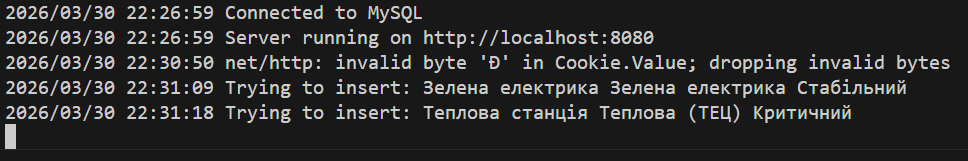 2026/03/30 22:26:59 Connected to MySQL
2026/03/30 22:26:59 Server running on http://localhost:8080
2026/03/30 22:30:50 net/http: invalid byte 'Ð' in Cookie.Value; dropping invalid bytes
2026/03/30 22:31:09 Trying to insert: Зелена електрика Зелена електрика Стабільний
2026/03/30 22:31:18 Trying to insert: Теплова станція Теплова (ТЕЦ) Критичний